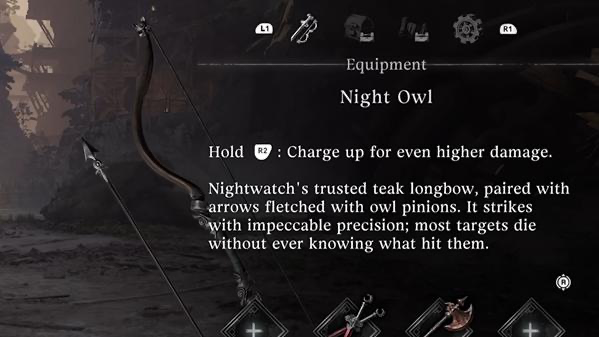 L1
R1
Equipment
Night Owl
Hold R2 : Charge up for even higher damage.
Nightwatch's trusted teak longbow, paired with
arrows fletched with owl pinions. It strikes
with impeccable precision; most targets die
without ever knowing what hit them.
R